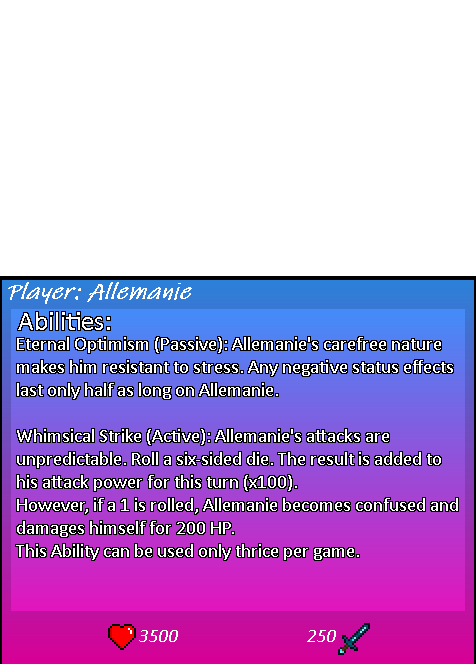 Player: Allemanie
Abilities:
Eternal Optimism (Passive): Allemanie's carefree nature
makes him resistant to stress. Any negative status effects
last only half as long on Allemanie.
Whimsical Strike (Active): Allemanie's attacks are
unpredictable. Roll a six-sided die. The result is added to
his attack power for this turn (x100).
However, if a 1 is rolled, Allemanie becomes confused and
damages himself for 200 HP.
This Ability can be used only thrice per game.
3500 250